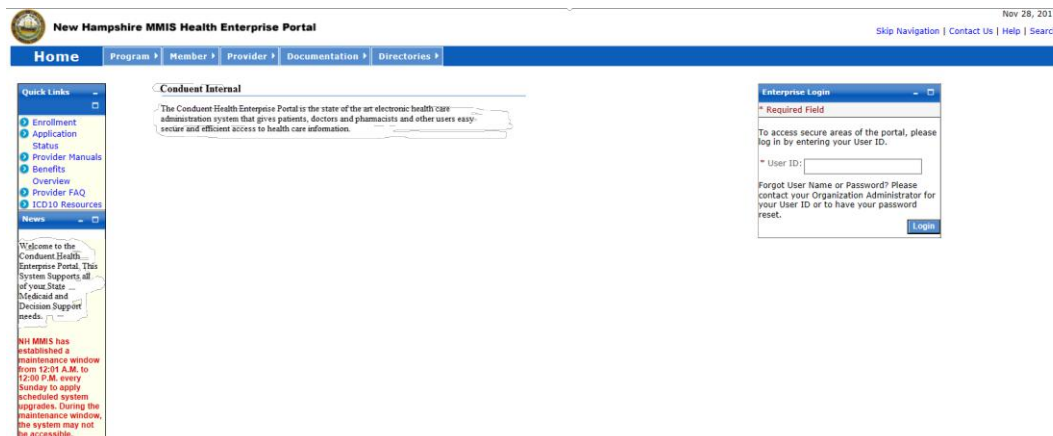 Nov 28, 201
New Hampshire MMIS Health Enterprise Portal
Skip Navigation | Contact Us | Help | Searc
Home Program Member Provider Documentation Directories
Quick Links
Enrollment
Application
Status
Provider Manuals
Benefits
Overview
Provider FAQ
ICD10 Resources
News
Welcome to the
Conduent Health
Enterprise Portal, This
System Supports all
of your State
Medicaid and
Decision Support
needs.
NH MMIS has
established a
maintenance window
from 12:01 A.M. to
12:00 P.M. every
Sunday to apply
scheduled system
upgrades. During the
maintenance window,
the system may not
be accessible.
Conduent Internal
The Conduent Health Enterprise Portal is the state of the art electronic health care
administration system that gives patients, doctors and pharmacists and other users easy
secure and efficient access to health care information.
Enterprise Login
* Required Field
To access secure areas of the portal, please
log in by entering your User ID.
* User ID:
Forgot User Name or Password? Please
contact your Organization Administrator for
your User ID or to have your password
reset.
Login